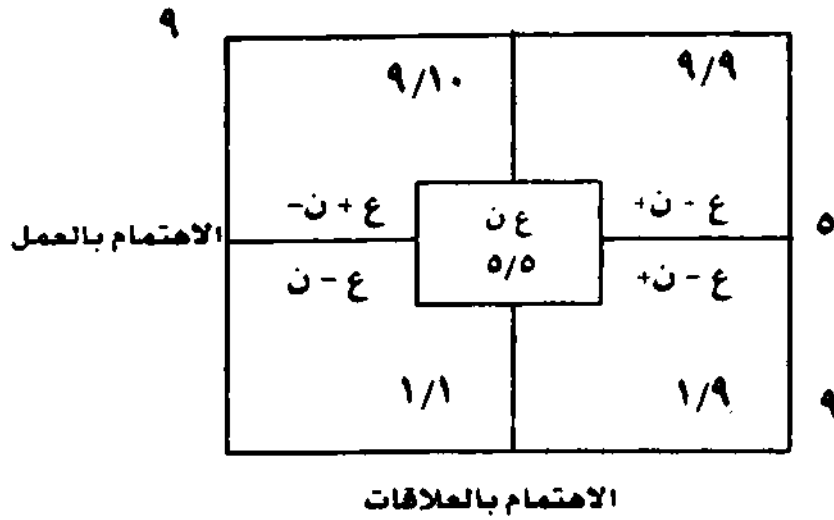 ٩
٩/١٠ ٩/٩
ع + ن- ع + ن+
ع ن
الاهتمام بالعمل ٥
ع - ن ٥/٥ ع - ن+
١/١ ١/٩ ٩
الاهتمام بالعلاقات